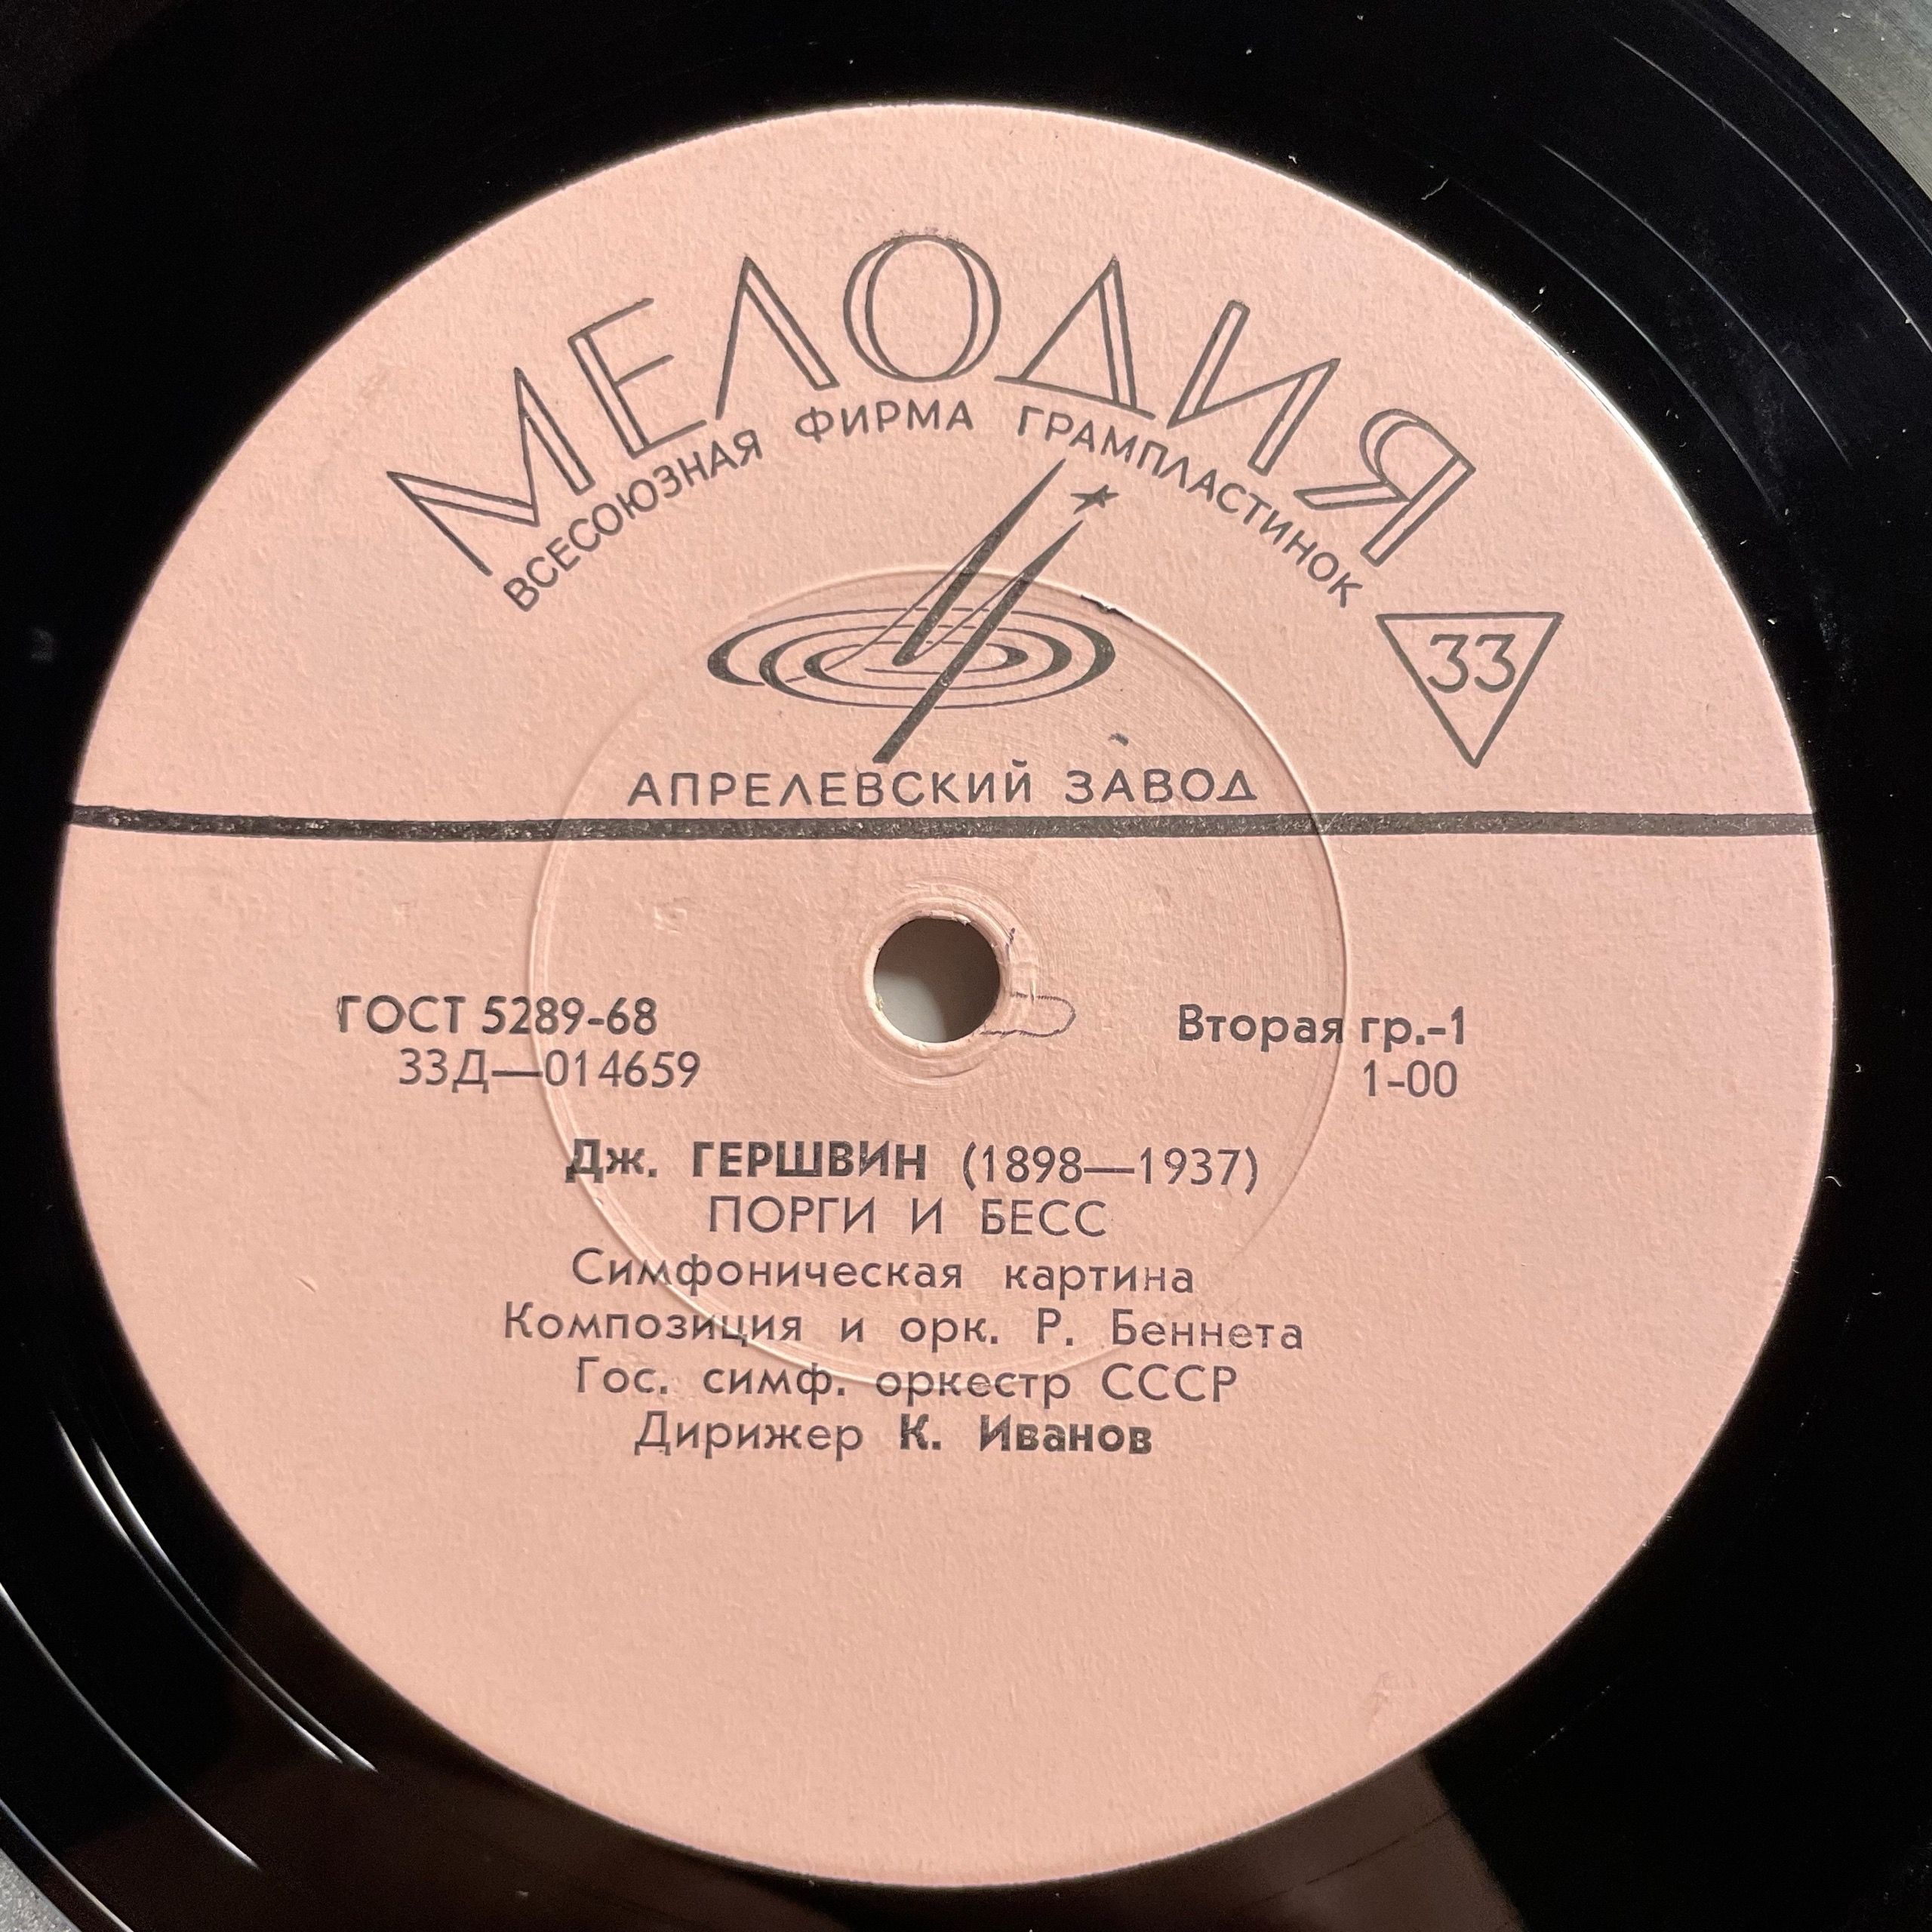 МЕЛОДИЯ
ВСЕСОЮЗНАЯ ФИРМА ГРАМПЛАСТИНОК
33
АПРЕЛЕВСКИЙ ЗАВОД
ГОСТ 5289-68
Вторая гр.-1
33Д—014659
1-00
Дж. ГЕРШВИН (1898—1937)
ПОРГИ И БЕСС
Симфоническая картина
Композиция и орк. Р. Беннета
Гос. симф. оркестр СССР
Дирижер К. Иванов